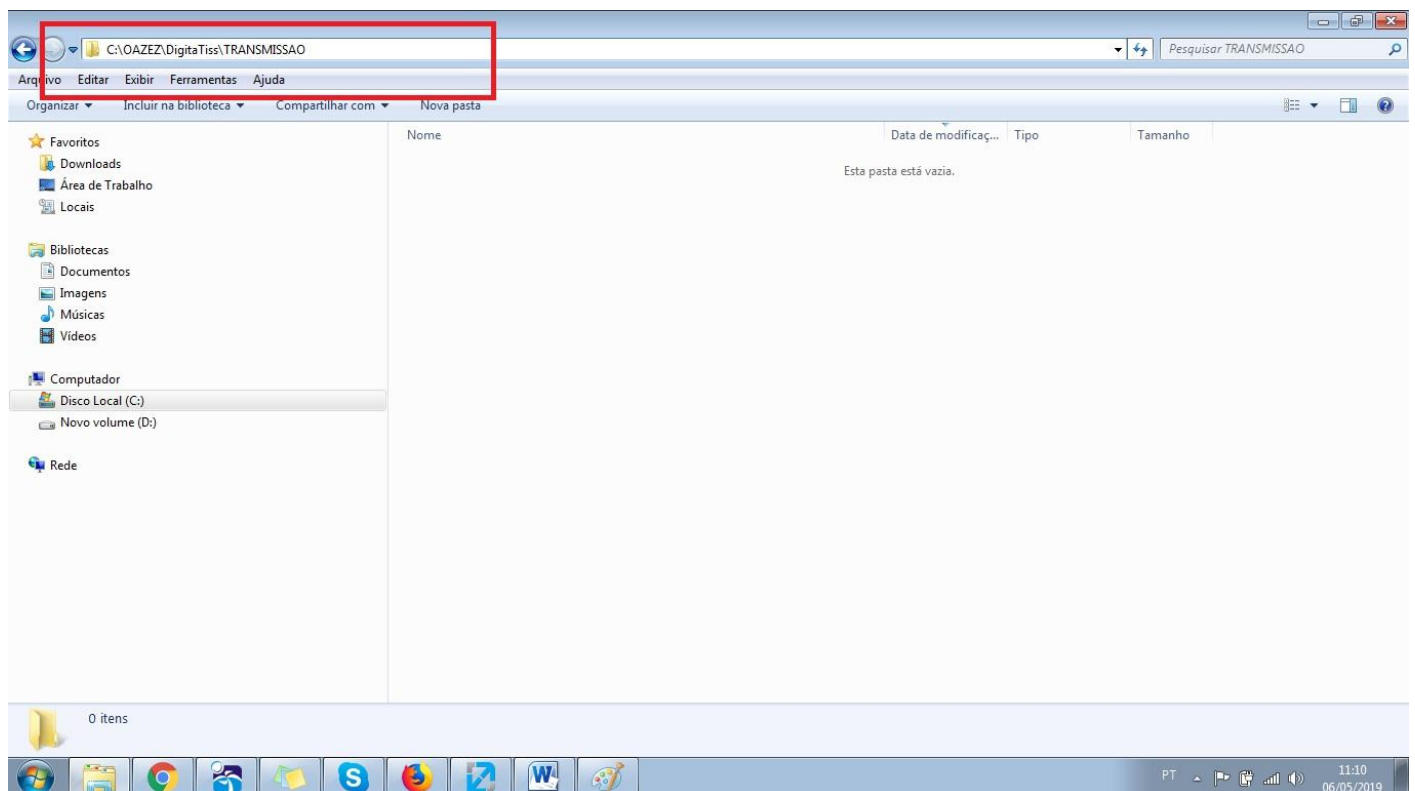 C:\OAZEZ\DigitaTiss\TRANSMISSAO
Pesquisar TRANSMISSAO
Arquivo Editar Exibir Ferramentas Ajuda
Organizar Incluir na biblioteca Compartilhar com Nova pasta
Favoritos
Downloads
Área de Trabalho
Locais
Bibliotecas
Documentos
Imagens
Músicas
Vídeos
Computador
Disco Local (C:)
Novo volume (D:)
Rede
Nome Data de modificaç... Tipo Tamanho
Esta pasta está vazia.
0 itens
PT
11:10
06/05/2019